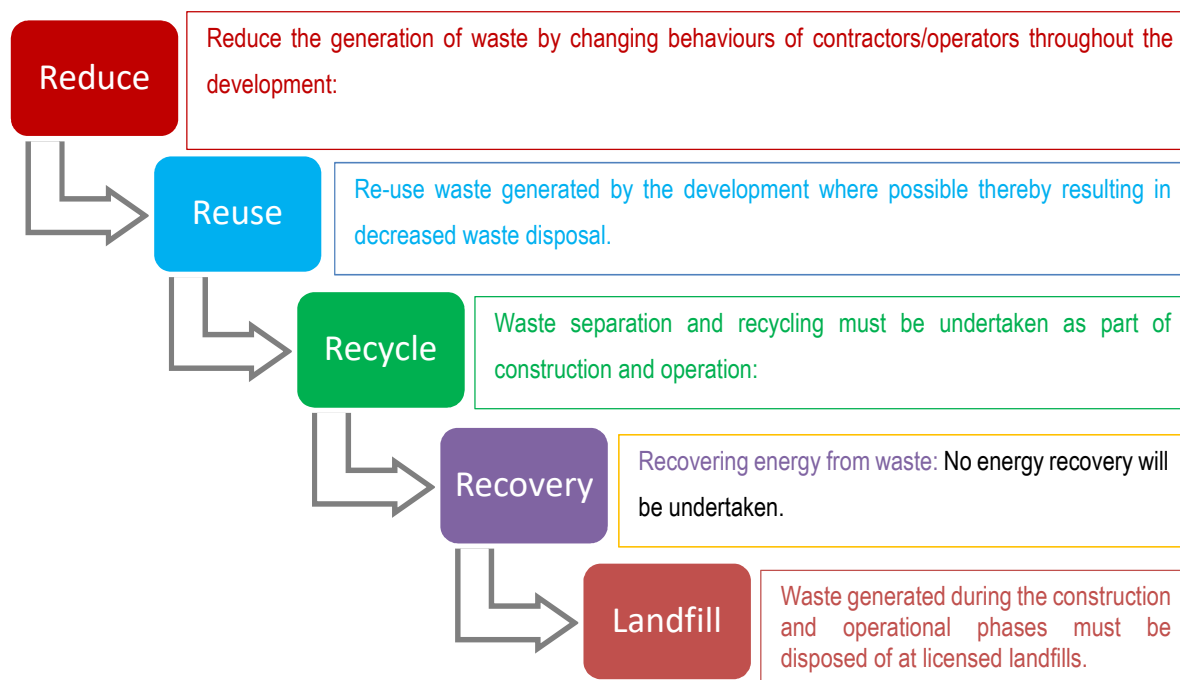 Reduce
Reduce the generation of waste by changing behaviours of contractors/operators throughout the
development:
Reuse
Re-use waste generated by the development where possible thereby resulting in
decreased waste disposal.
Recycle
Waste separation and recycling must be undertaken as part of
construction and operation:
Recovery
Recovering energy from waste: No energy recovery will
be undertaken.
Landfill
Waste generated during the construction
and operational phases must be
disposed of at licensed landfills.